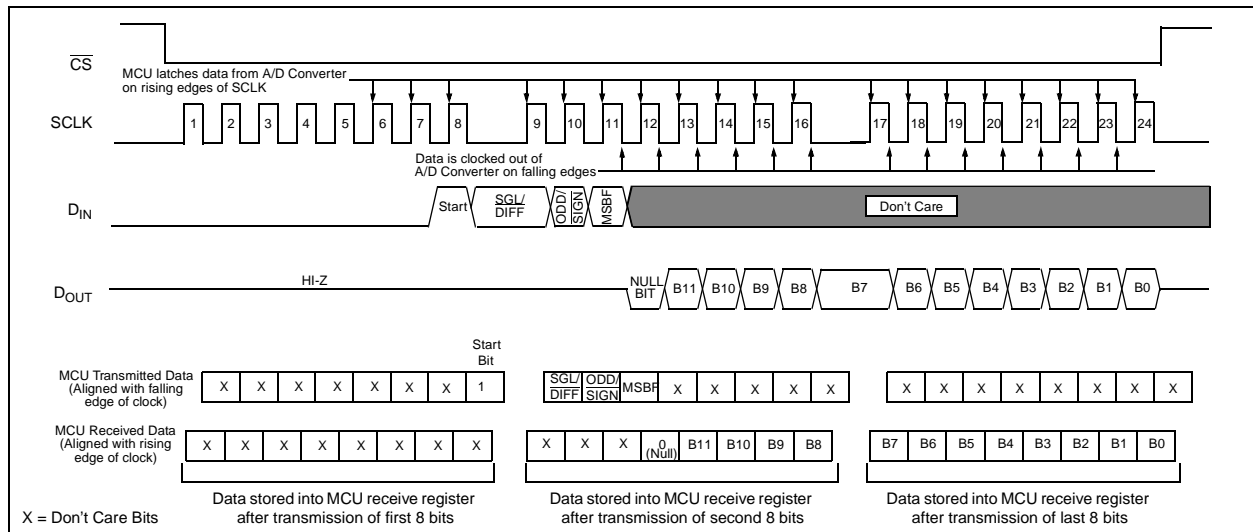 CS
MCU latches data from A/D Converter
on rising edges of SCLK
SCLK
1 2 3 4 5 6 7 8 9 10 11 12 13 14 15 16 17 18 19 20 21 22 23 24
Data is clocked out of
A/D Converter on falling edges
DIN
Start SGL/DIFF ODD/SIGN MSBF Don't Care
HI-Z
DOUT
NULL BIT B11 B10 B9 B8 B7 B6 B5 B4 B3 B2 B1 B0
Start
Bit
MCU Transmitted Data
(Aligned with falling
edge of clock)
X X X X X X X 1 SGL/DIFF ODD/SIGN MSBF X X X X X X X X X X X X X
MCU Received Data
(Aligned with rising
edge of clock)
X X X X X X X X X X X 0 (Null) B11 B10 B9 B8 B7 B6 B5 B4 B3 B2 B1 B0
Data stored into MCU receive register
after transmission of first 8 bits
Data stored into MCU receive register
after transmission of second 8 bits
Data stored into MCU receive register
after transmission of last 8 bits
X = Don't Care Bits